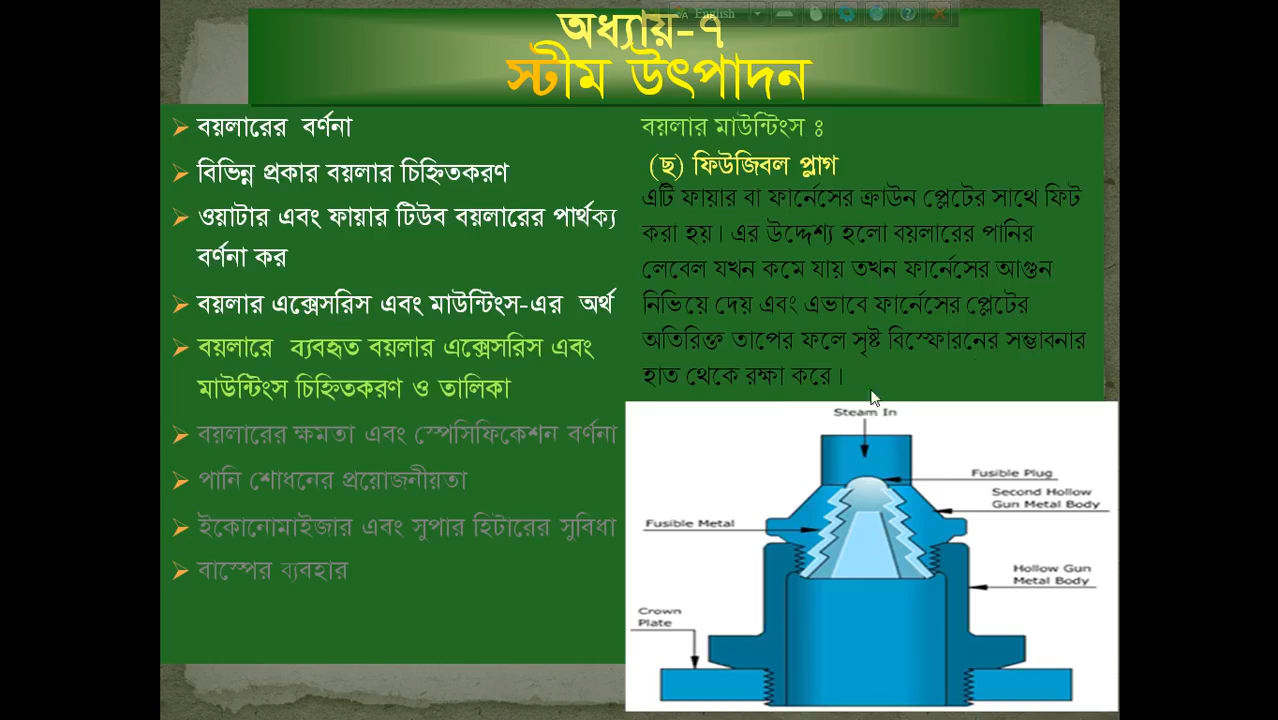 English
অধ্যায়-৭
স্টীম উৎপাদন
বয়লারের বর্ণনা
বিভিন্ন প্রকার বয়লার চিহ্নিতকরণ
ওয়াটার এবং ফায়ার টিউব বয়লারের পার্থক্য
বর্ণনা কর
বয়লার এক্সেসরিস এবং মাউন্টিংস-এর অর্থ
বয়লারে ব্যবহৃত বয়লার এক্সেসরিস এবং
মাউন্টিংস চিহ্নিতকরণ ও তালিকা
বয়লারের ক্ষমতা এবং স্পেসিফিকেশন বর্ণনা
পানি শোধনের প্রয়োজনীয়তা
ইকোনোমাইজার এবং সুপার হিটারের সুবিধা
বাস্পের ব্যবহার
বয়লার মাউন্টিংস ঃ
(ছ) ফিউজিবল প্লাগ
এটি ফায়ার বা ফার্নেসের ক্রাউন প্লেটের সাথে ফিট
করা হয়। এর উদ্দেশ্য হলো বয়লারের পানির
লেবেল যখন কমে যায় তখন ফার্নেসের আগুন
নিভিয়ে দেয় এবং এভাবে ফার্নেসের প্লেটের
অতিরিক্ত তাপের ফলে সৃষ্ট বিস্ফোরনের সম্ভাবনার
হাত থেকে রক্ষা করে।
Steam In
Fusible Plug
Second Hollow
Gun Metal Body
Fusible Metal
Hollow Gun
Metal Body
Crown
Plate